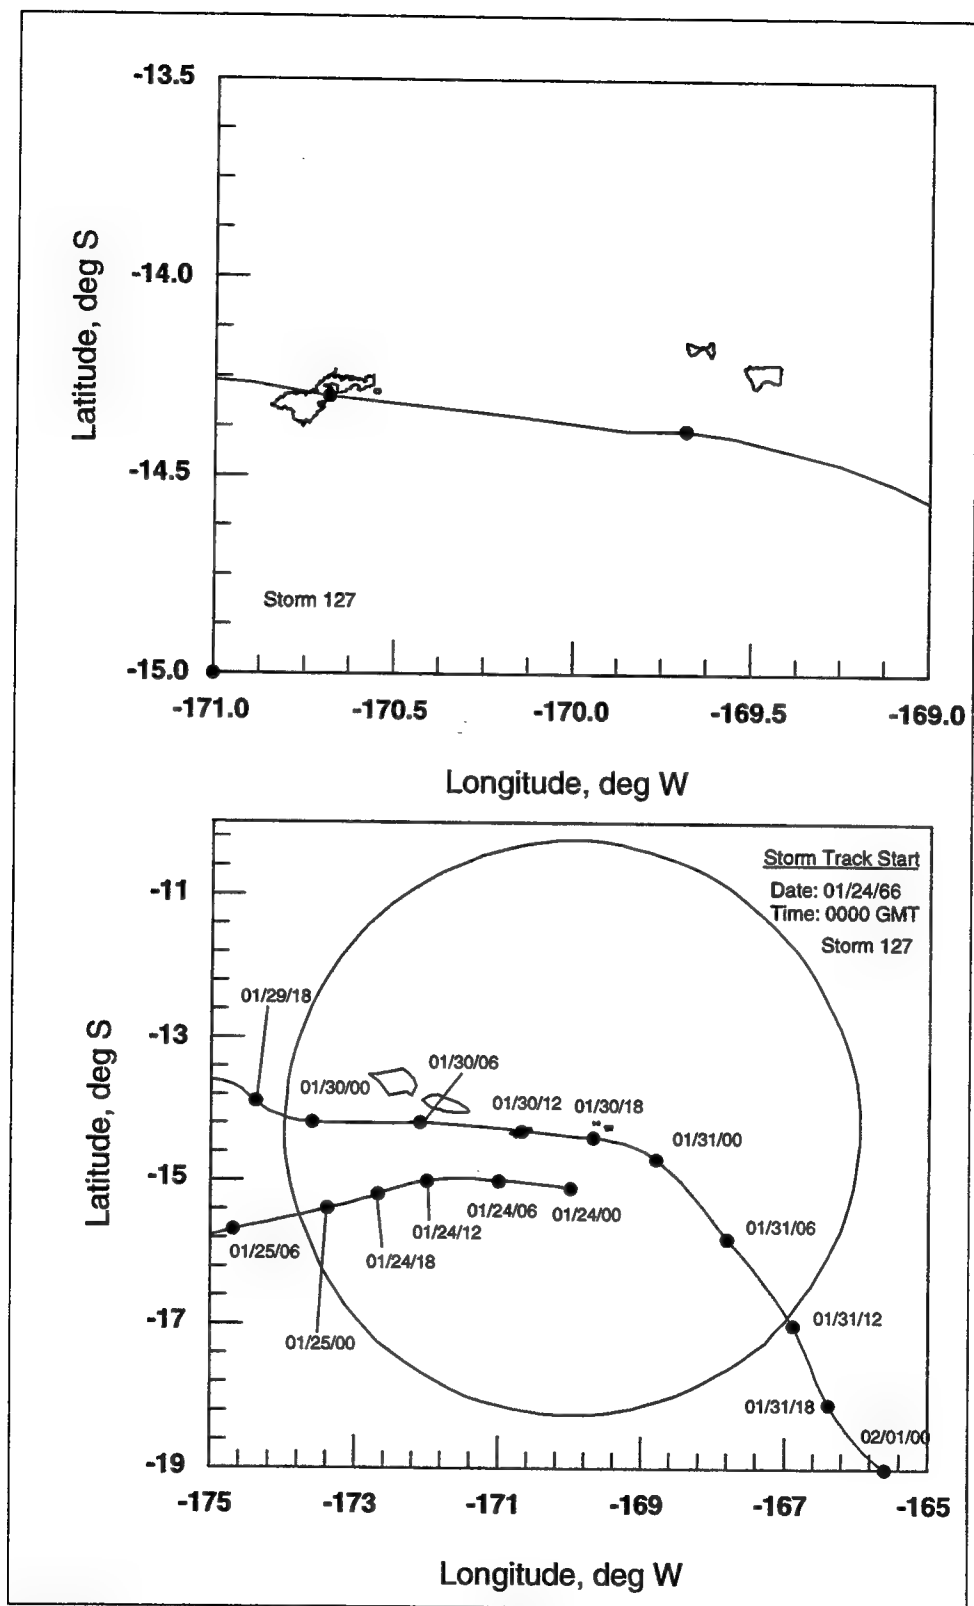 -13.5
-14.0
-14.5
-15.0
Latitude, deg S
Storm 127
-171.0 -170.5 -170.0 -169.5 -169.0
Longitude, deg W
Storm Track Start
Date: 01/24/66
Time: 0000 GMT
Storm 127
-11
-13
-15
-17
-19
Latitude, deg S
01/29/18
01/30/00
01/30/06
01/30/12
01/30/18
01/31/00
01/24/06
01/24/00
01/24/12
01/24/18
01/25/06
01/25/00
01/31/06
01/31/12
01/31/18
02/01/00
-175 -173 -171 -169 -167 -165
Longitude, deg W